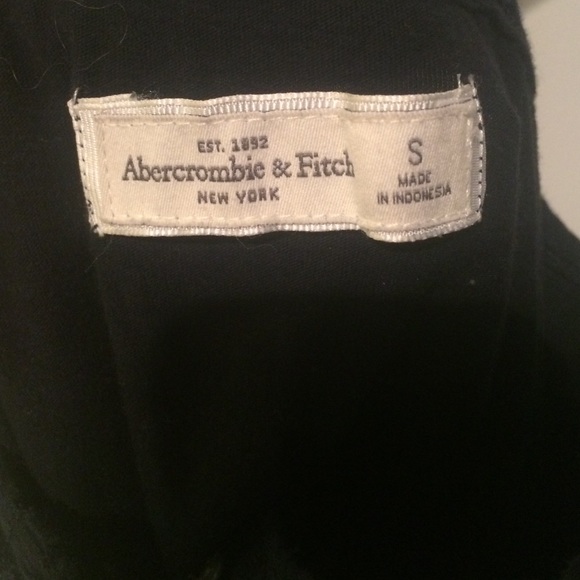 EST. 1892
Abercrombie & Fitch
NEW YORK
S
MADE
IN INDONESIA